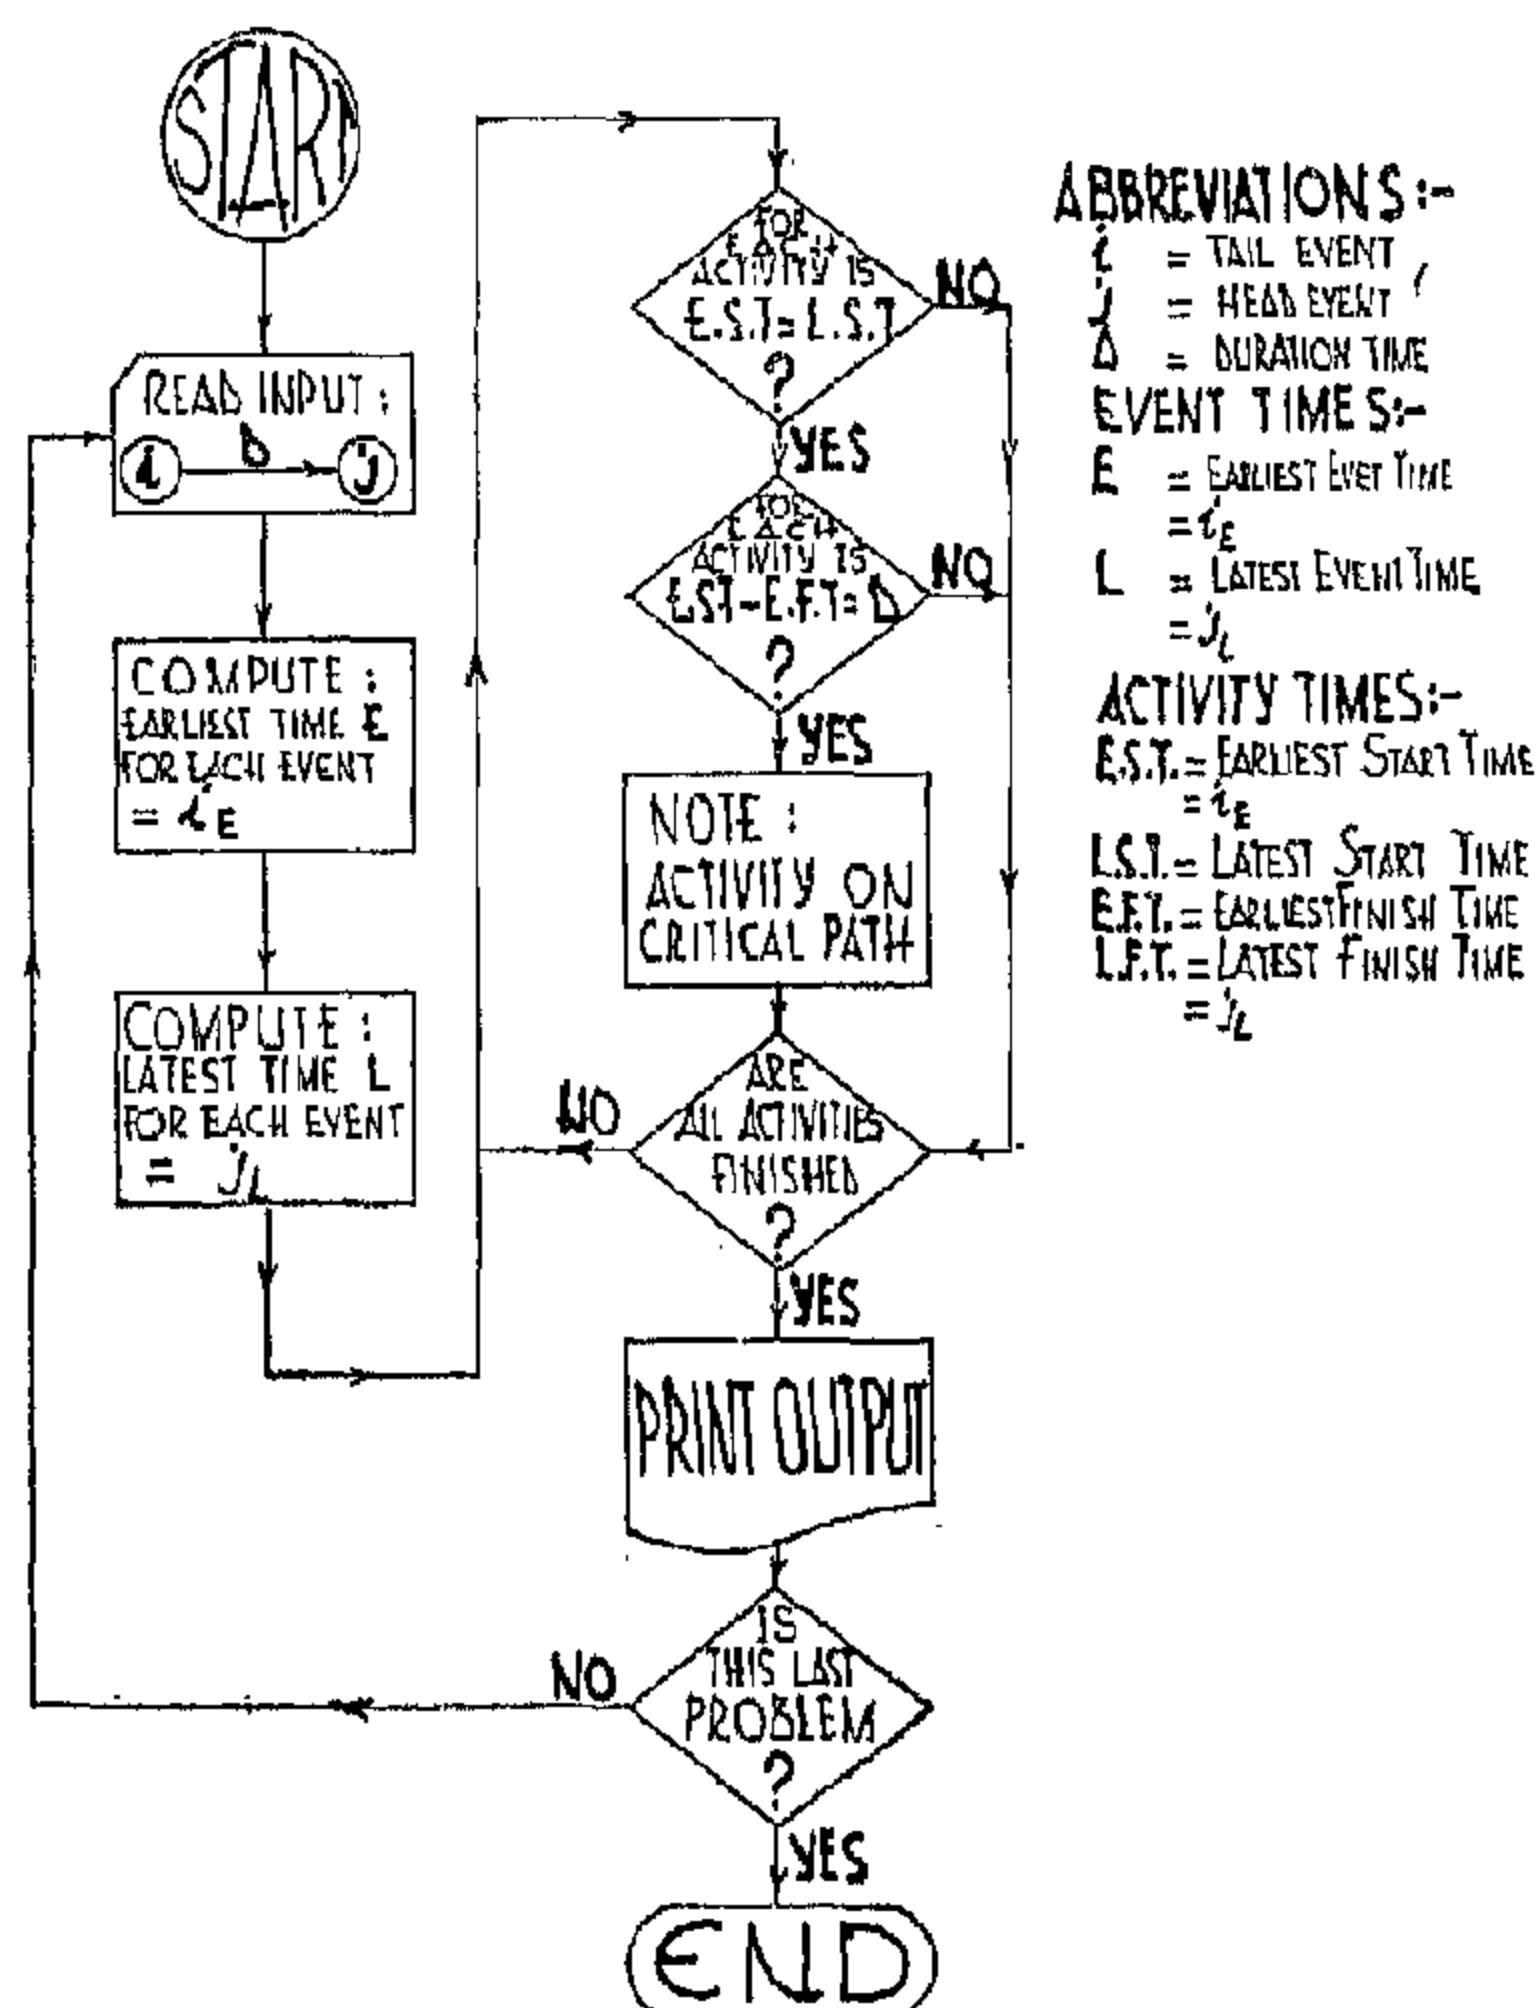 START
READ INPUT :
D
i j
COMPUTE :
EARLIEST TIME E
FOR EACH EVENT
= iE
COMPUTE :
LATEST TIME L
FOR EACH EVENT
= jL
FOR
EACH
ACTIVITY IS
E.S.T = L.S.T
?
NO
YES
FOR
EACH
ACTIVITY IS
E.S.T - E.F.T = D
?
NO
YES
NOTE :
ACTIVITY ON
CRITICAL PATH
ARE
ALL ACTIVITIES
FINISHED
?
NO
YES
PRINT OUTPUT
IS
THIS LAST
PROBLEM
?
NO
YES
END
ABBREVIATIONS :-
i = TAIL EVENT
j = HEAD EVENT
D = DURATION TIME
EVENT TIMES:-
E = EARLIEST EVET TIME
= iE
L = LATEST EVENT TIME
= jL
ACTIVITY TIMES:-
E.S.T. = EARLIEST START TIME
= iE
L.S.T. = LATEST START TIME
E.F.T. = EARLIEST FINISH TIME
L.F.T. = LATEST FINISH TIME
= jL